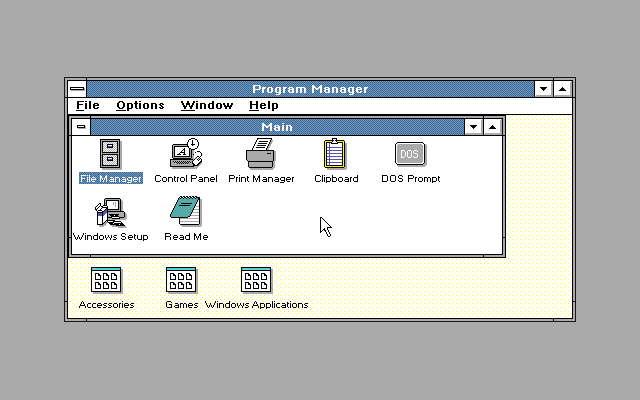 Program Manager
File Options Window Help
Main
File Manager Control Panel Print Manager Clipboard DOS Prompt
DOS
Windows Setup Read Me
Accessories Games Windows Applications